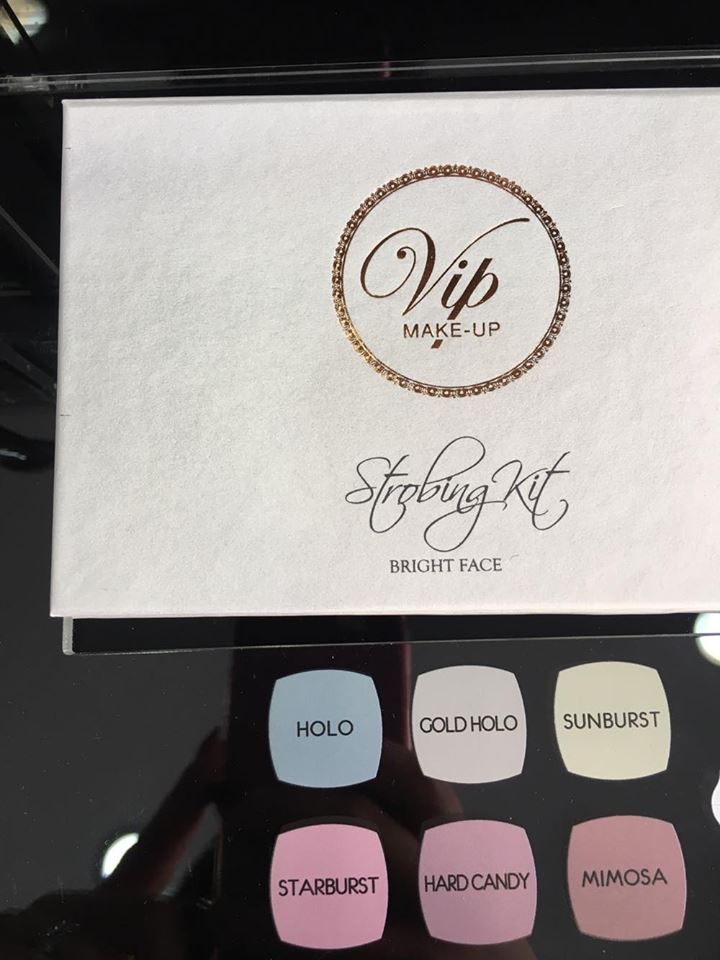 Vip
MAKE-UP
Strobing Kit
BRIGHT FACE
HOLO
GOLD HOLO
SUNBURST
STARBURST
HARD CANDY
MIMOSA